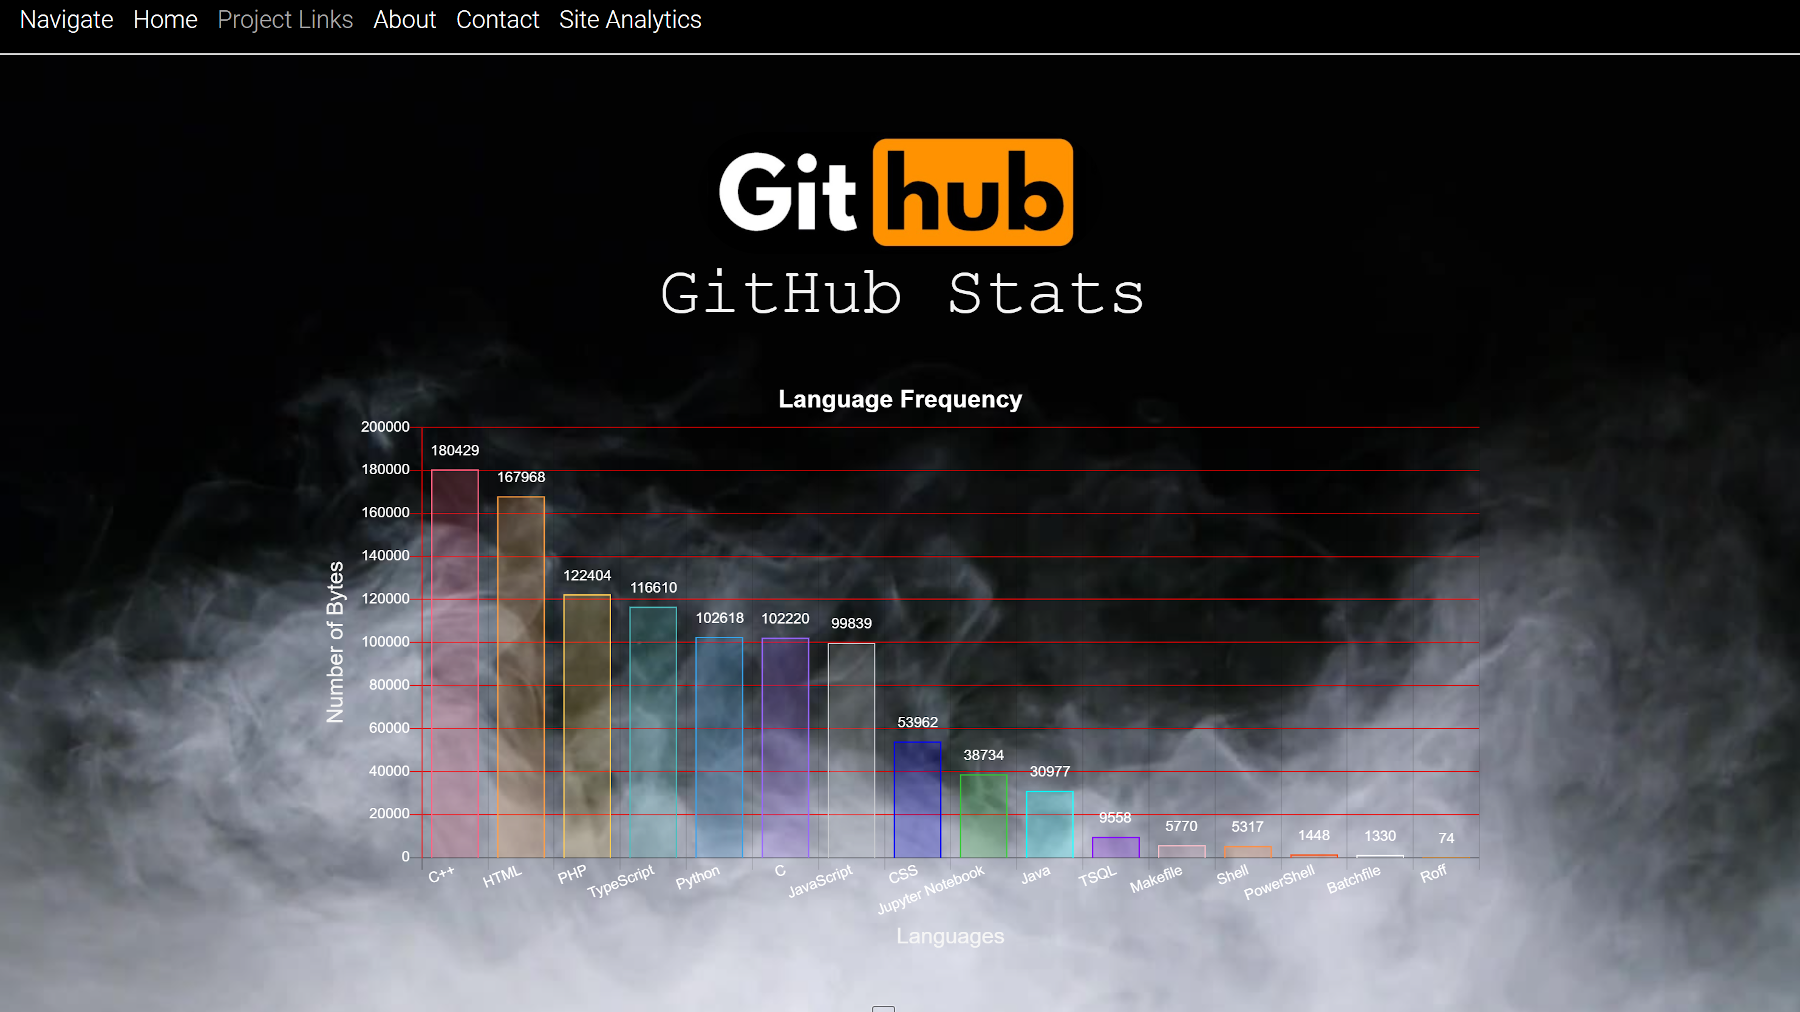 Navigate Home Project Links About Contact Site Analytics
Git hub
GitHub Stats
Language Frequency
200000
180000
160000
140000
120000
100000
80000
60000
40000
20000
0
Number of Bytes
180429
167968
122404
116610
102618
102220
99839
53962
38734
30977
9558
5770
5317
1448
1330
74
C++
HTML
PHP
TypeScript
Python
C
JavaScript
CSS
Jupyter Notebook
Java
TSQL
Makefile
Shell
PowerShell
Batchfile
Roff
Languages